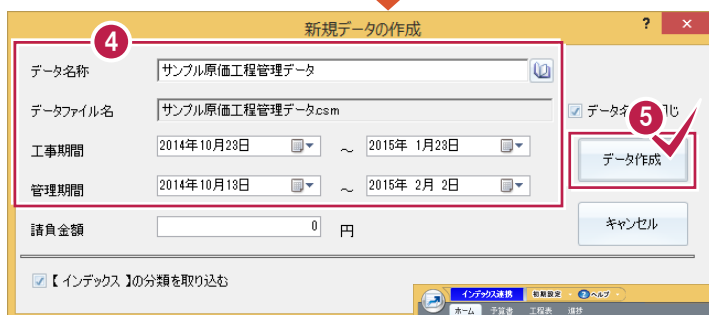 新規データの作成 ? ×
4
データ名称 サンプル原価工程管理データ
データファイル名 サンプル原価工程管理データ.csm
データ 同じ
5
工事期間 2014年10月23日 ～ 2015年 1月23日
データ作成
管理期間 2014年10月13日 ～ 2015年 2月 2日
請負金額 0 円
キャンセル
【 インデックス 】の分類を取り込む
インデックス連携 初期設定 ? ヘルプ
ホーム 予算書 工程表 進捗